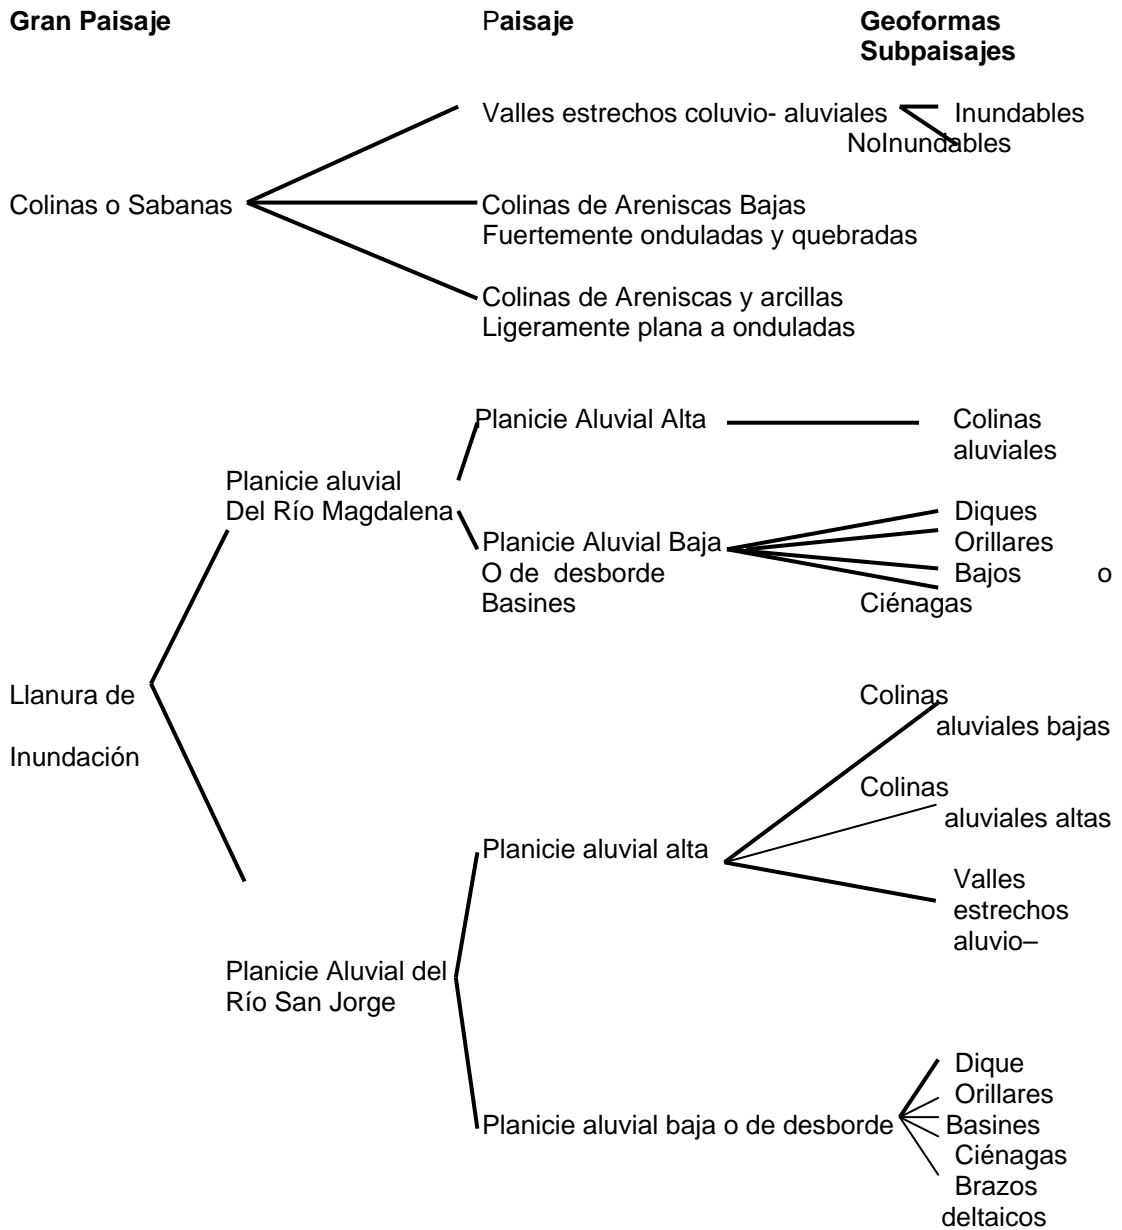 Gran Paisaje Paisaje Geoformas
Subpaisajes
Valles estrechos coluvio- aluviales Inundables
NoInundables
Colinas o Sabanas Colinas de Areniscas Bajas
Fuertemente onduladas y quebradas
Colinas de Areniscas y arcillas
Ligeramente plana a onduladas
Planicie Aluvial Alta Colinas
aluviales
Planicie aluvial
Del Río Magdalena Diques
Planicie Aluvial Baja Orillares
O de desborde Bajos o
Basines Ciénagas
Llanura de Colinas
aluviales bajas
Inundación
Colinas
aluviales altas
Planicie aluvial alta
Valles
estrechos
aluvio–
Planicie Aluvial del
Río San Jorge
Dique
Orillares
Planicie aluvial baja o de desborde Basines
Ciénagas
Brazos
deltaicos